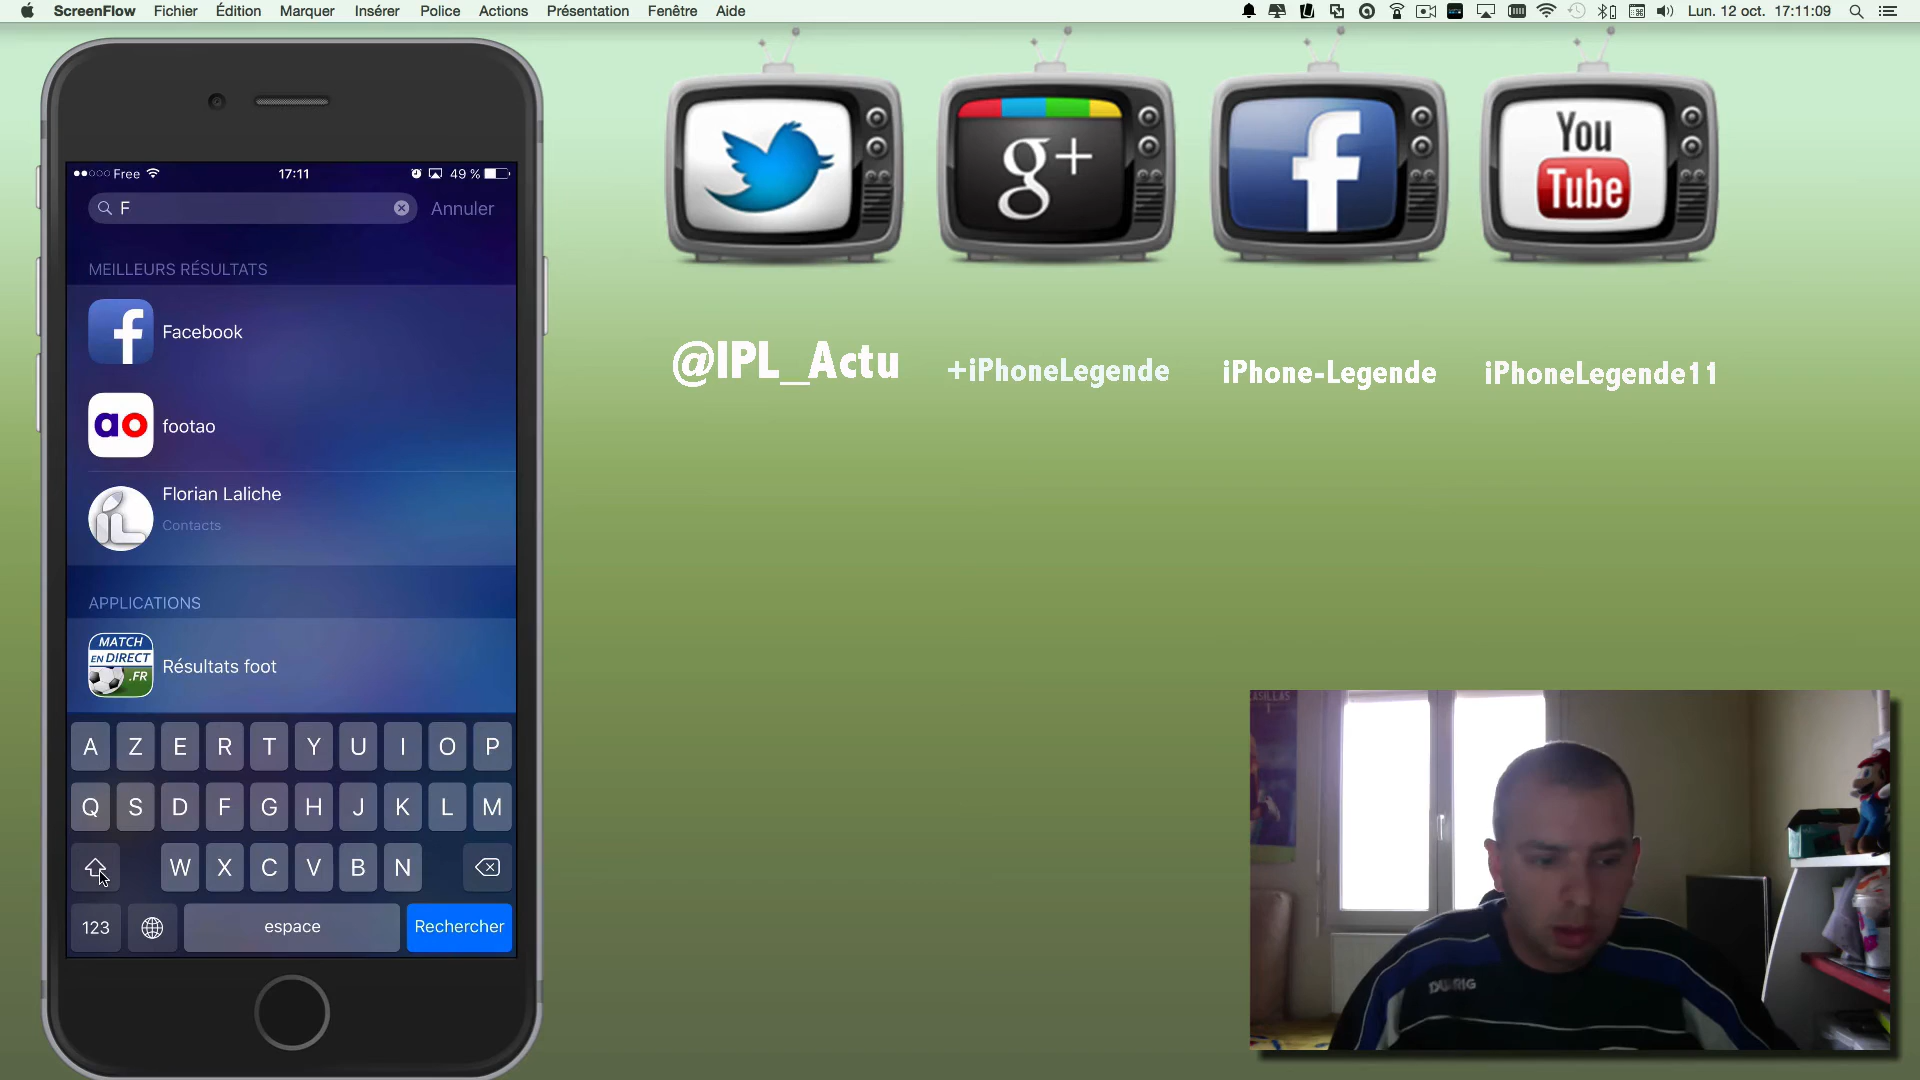 ScreenFlow Fichier Édition Marquer Insérer Police Actions Présentation Fenêtre Aide Lun. 12 oct. 17:11:09
Free 17:11 49 %
F Annuler
MEILLEURS RÉSULTATS
Facebook
ao footao
Florian Laliche
Contacts
APPLICATIONS
MATCH
EN DIRECT
.FR
Résultats foot
A Z E R T Y U I O P
Q S D F G H J K L M
W X C V B N
123 espace Rechercher
g+
f
You
Tube
@IPL_Actu
+iPhoneLegende
iPhone-Legende
iPhoneLegende11